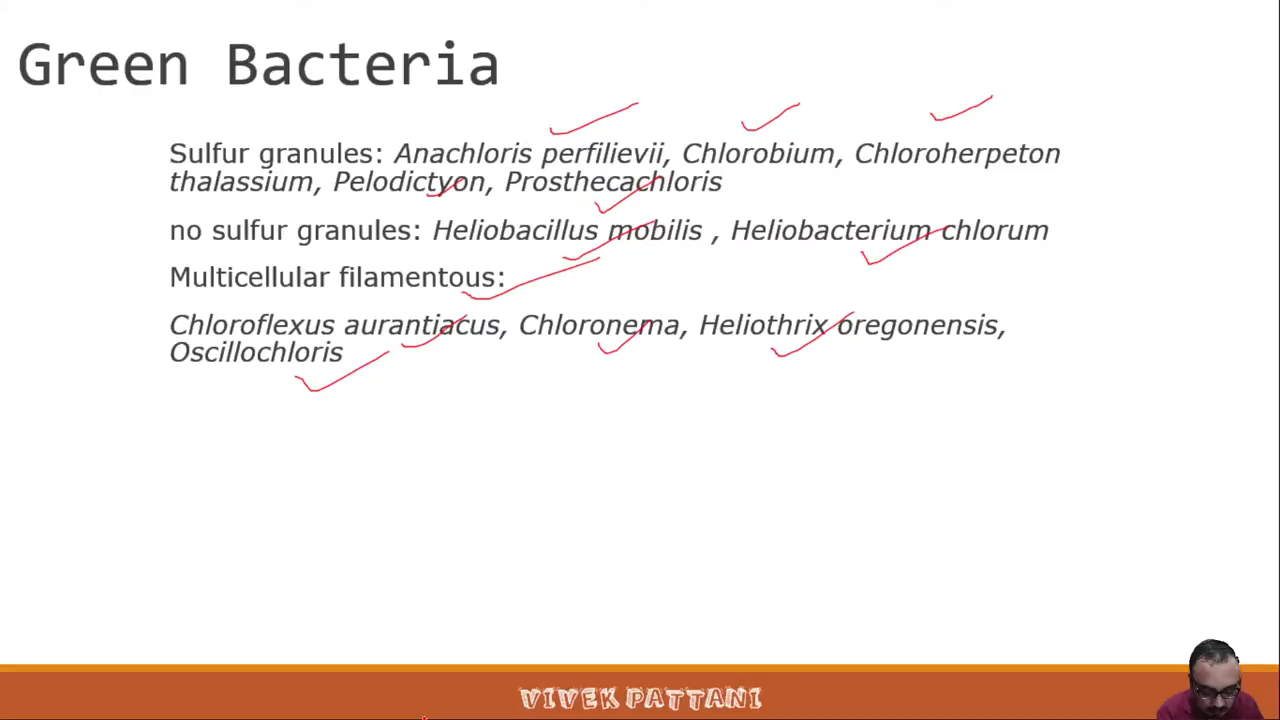 Green Bacteria
Sulfur granules: Anachloris perfilievii, Chlorobium, Chloroherpeton
thalassium, Pelodictyon, Prosthecachloris
no sulfur granules: Heliobacillus mobilis , Heliobacterium chlorum
Multicellular filamentous:
Chloroflexus aurantiacus, Chloronema, Heliothrix oregonensis,
Oscillochloris
VIVEK PATTANI